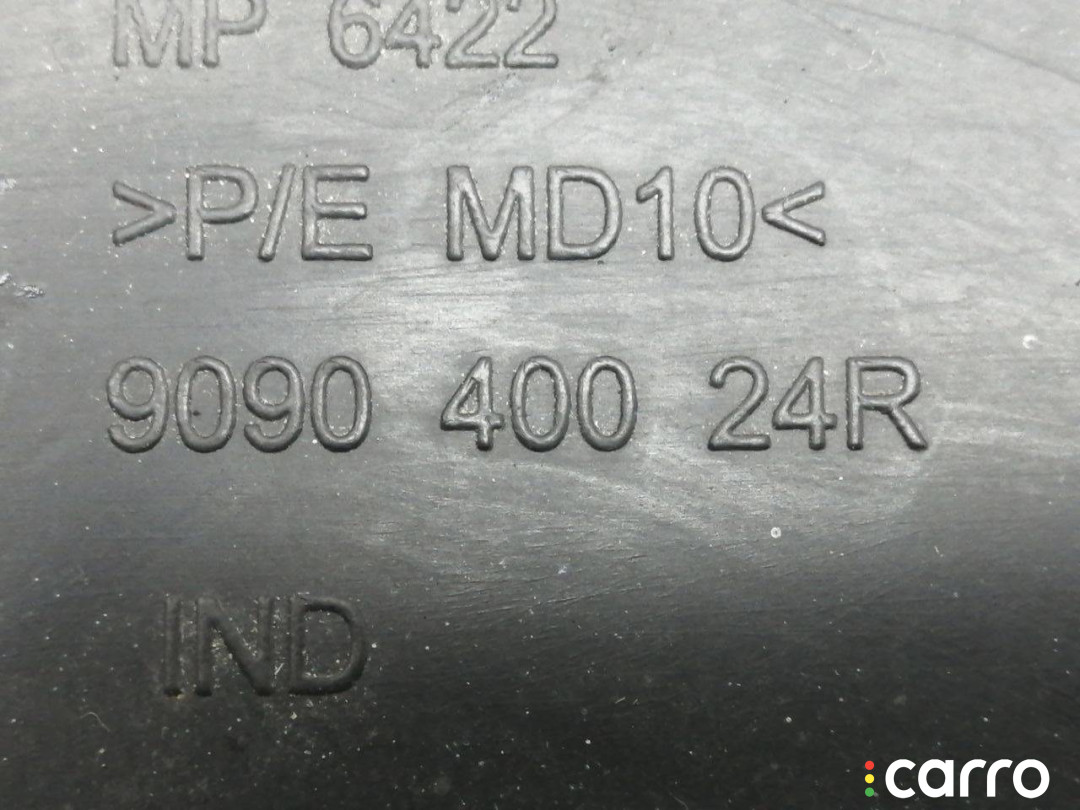 MP 6422
>P/E MD10<
9090 400 24R
IND
carro